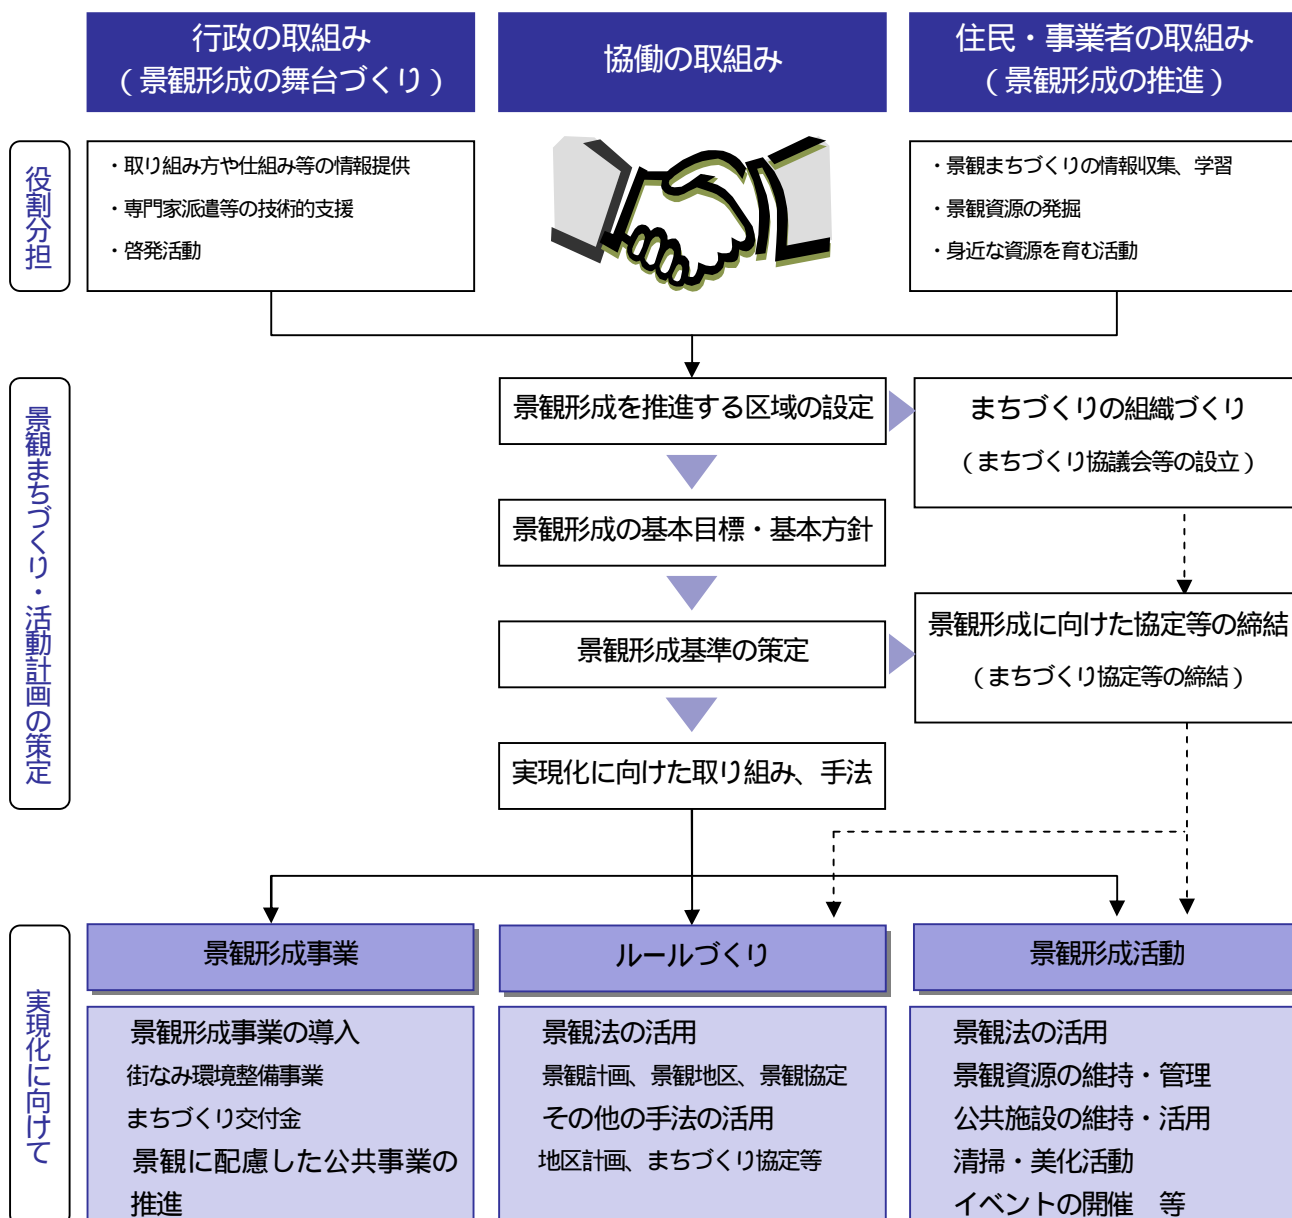 行政の取組み
（景観形成の舞台づくり）
協働の取組み
住民・事業者の取組み
（景観形成の推進）
役割分担
・取り組み方や仕組み等の情報提供
・専門家派遣等の技術的支援
・啓発活動
・景観まちづくりの情報収集、学習
・景観資源の発掘
・身近な資源を育む活動
景観まちづくり・活動計画の策定
景観形成を推進する区域の設定
まちづくりの組織づくり
（まちづくり協議会等の設立）
景観形成の基本目標・基本方針
景観形成基準の策定
景観形成に向けた協定等の締結
（まちづくり協定等の締結）
実現化に向けた取り組み、手法
実現化に向けて
景観形成事業
景観形成事業の導入
街なみ環境整備事業
まちづくり交付金
景観に配慮した公共事業の
推進
ルールづくり
景観法の活用
景観計画、景観地区、景観協定
その他の手法の活用
地区計画、まちづくり協定等
景観形成活動
景観法の活用
景観資源の維持・管理
公共施設の維持・活用
清掃・美化活動
イベントの開催　等